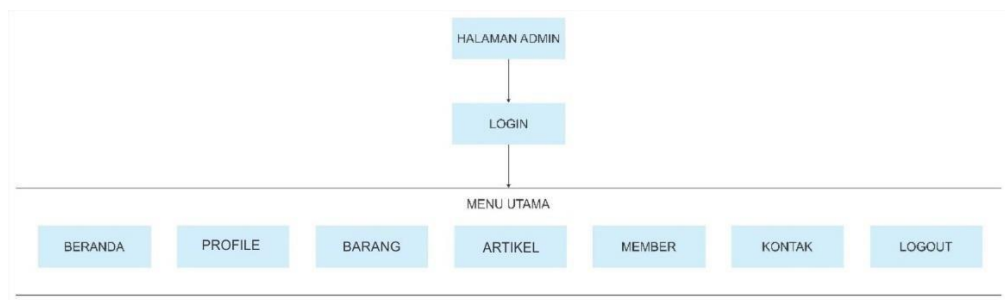 HALAMAN ADMIN
LOGIN
MENU UTAMA
BERANDA
PROFILE
BARANG
ARTIKEL
MEMBER
KONTAK
LOGOUT